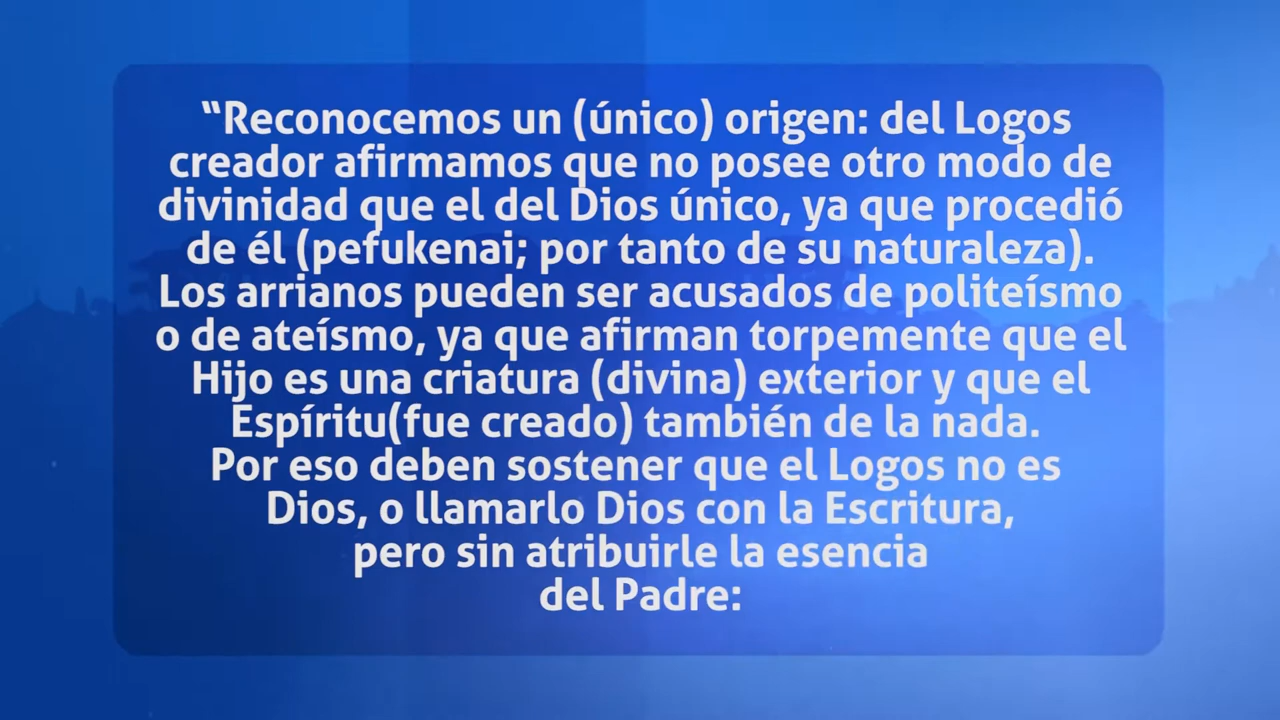 “Reconocemos un (único) origen: del Logos
creador afirmamos que no posee otro modo de
divinidad que el del Dios único, ya que procedió
de él (pefukenai; por tanto de su naturaleza).
Los arrianos pueden ser acusados de politeísmo
o de ateísmo, ya que afirman torpemente que el
Hijo es una criatura (divina) exterior y que el
Espíritu(fue creado) también de la nada.
Por eso deben sostener que el Logos no es
Dios, o llamarlo Dios con la Escritura,
pero sin atribuirle la esencia
del Padre: